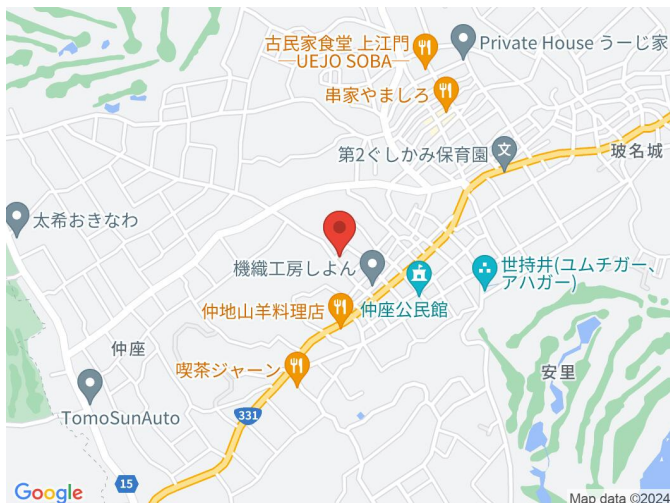 古民家食堂 上江門
─UEJO SOBA─
Private House うーじ家
串家やましろ
第2ぐしかみ保育園
玻名城
太希おきなわ
機織工房しよん
世持井(ユムチガー、
アハガー)
仲地山羊料理店
仲座公民館
仲座
喫茶ジャーン
安里
TomoSunAuto
331
15
Google
Map data ©2024